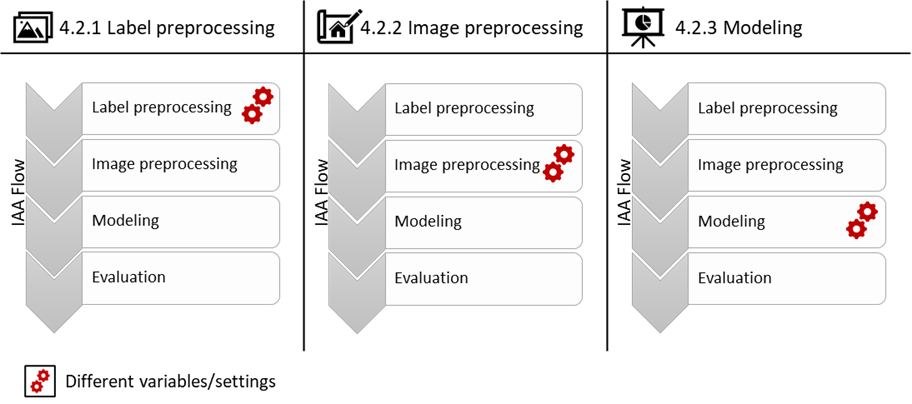 4.2.1 Label preprocessing
4.2.2 Image preprocessing
4.2.3 Modeling
IAA Flow
Label preprocessing
Image preprocessing
Modeling
Evaluation
IAA Flow
Label preprocessing
Image preprocessing
Modeling
Evaluation
IAA Flow
Label preprocessing
Image preprocessing
Modeling
Evaluation
Different variables/settings